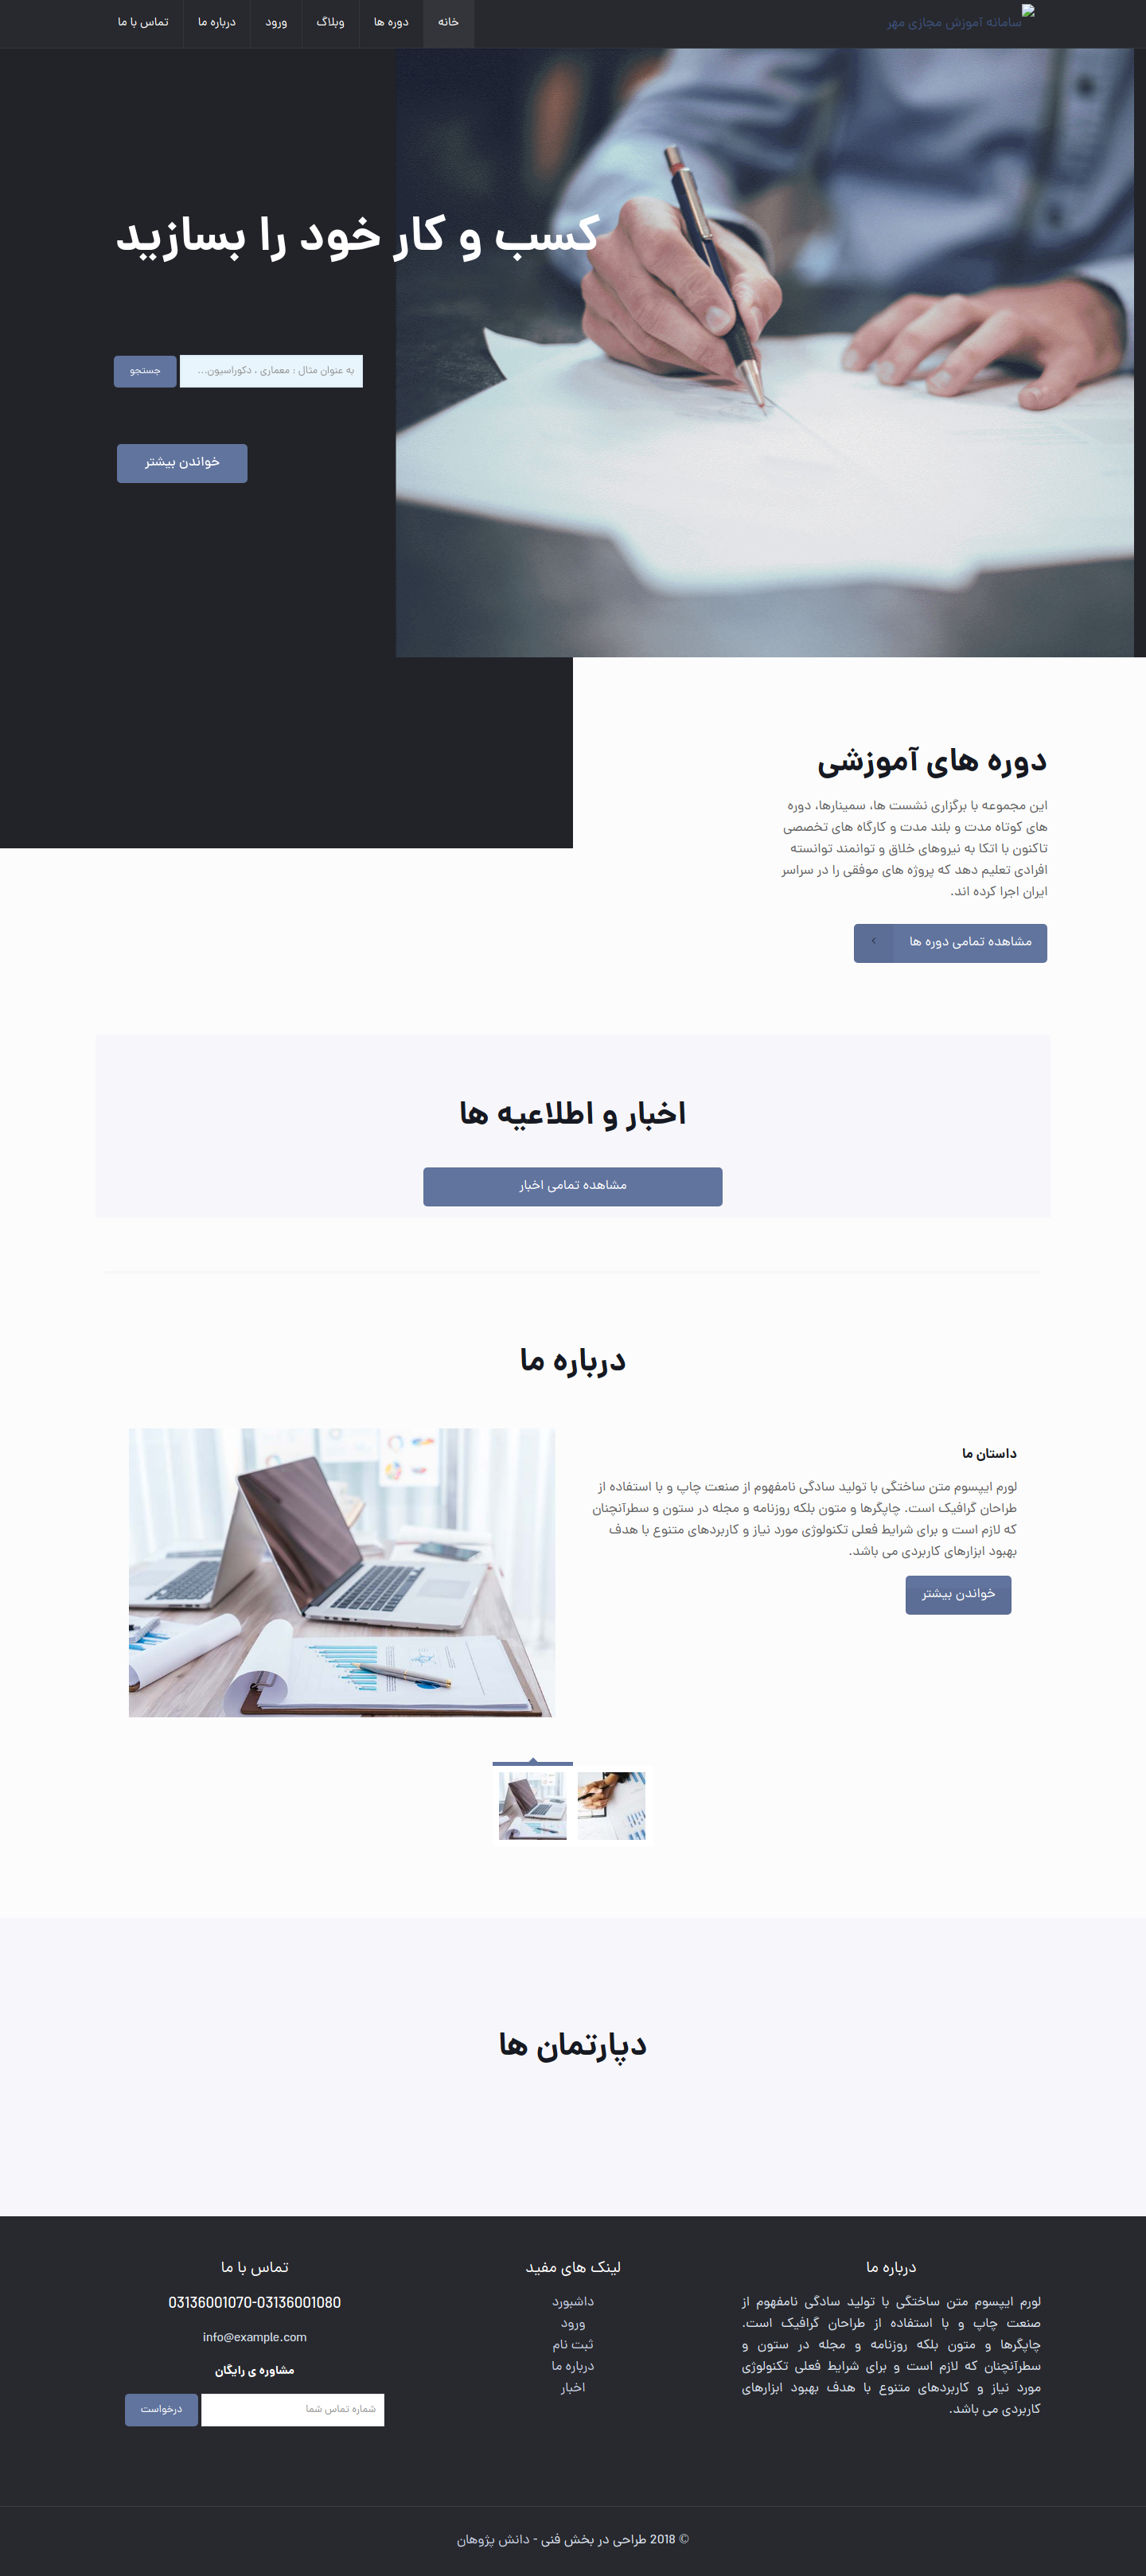 سامانه آموزش مجازی مهر
خانه
دوره ها
وبلاگ
ورود
درباره ما
تماس با ما
کسب و کار خود را بسازید
به عنوان مثال : معماری ، دکوراسیون...
جستجو
خواندن بیشتر
دوره های آموزشی
این مجموعه با برگزاری نشست ها، سمینارها، دوره
های کوتاه مدت و بلند مدت و کارگاه های تخصصی
تاکنون با اتکا به نیروهای خلاق و توانمند توانسته
افرادی تعلیم دهد که پروژه های موفقی را در سراسر
ایران اجرا کرده اند.
مشاهده تمامی دوره ها
اخبار و اطلاعیه ها
مشاهده تمامی اخبار
درباره ما
داستان ما
لورم ایپسوم متن ساختگی با تولید سادگی نامفهوم از صنعت چاپ و با استفاده از
طراحان گرافیک است. چاپگرها و متون بلکه روزنامه و مجله در ستون و سطرآنچنان
که لازم است و برای شرایط فعلی تکنولوژی مورد نیاز و کاربردهای متنوع با هدف
بهبود ابزارهای کاربردی می باشد.
خواندن بیشتر
دپارتمان ها
درباره ما
لورم ایپسوم متن ساختگی با تولید سادگی نامفهوم از
صنعت چاپ و با استفاده از طراحان گرافیک است.
چاپگرها و متون بلکه روزنامه و مجله در ستون و
سطرآنچنان که لازم است و برای شرایط فعلی تکنولوژی
مورد نیاز و کاربردهای متنوع با هدف بهبود ابزارهای
کاربردی می باشد.
لینک های مفید
داشبورد
ورود
ثبت نام
درباره ما
اخبار
تماس با ما
03136001070-03136001080
info@example.com
مشاوره ی رایگان
شماره تماس شما
درخواست
© 2018 طراحی در بخش فنی - دانش پژوهان